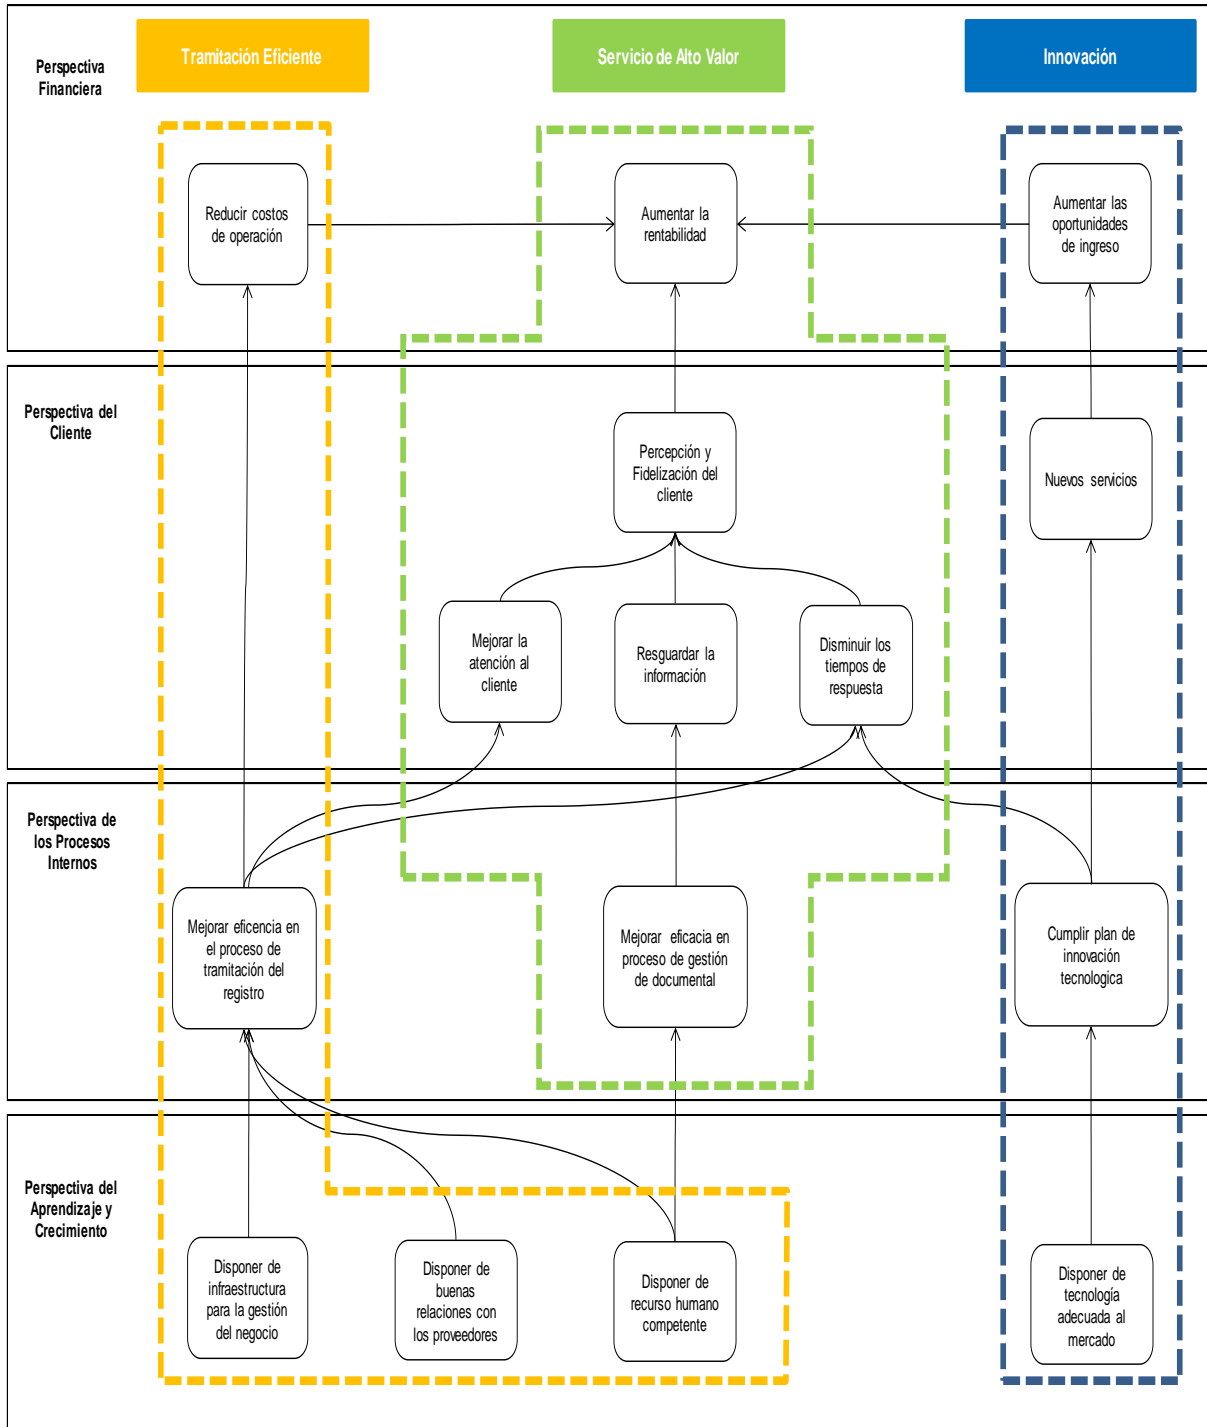 Tramitación Eficiente
Servicio de Alto Valor
Innovación
Perspectiva
Financiera
Reducir costos
de operación
Aumentar la
rentabilidad
Aumentar las
oportunidades
de ingreso
Perspectiva del
Cliente
Percepción y
Fidelización del
cliente
Nuevos servicios
Mejorar la
atención al
cliente
Resguardar la
información
Disminuir los
tiempos de
respuesta
Perspectiva de
los Procesos
Internos
Mejorar eficencia en
el proceso de
tramitación del
registro
Mejorar eficacia en
proceso de gestión
de documental
Cumplir plan de
innovación
tecnologica
Perspectiva del
Aprendizaje y
Crecimiento
Disponer de
infraestructura
para la gestión
del negocio
Disponer de
buenas
relaciones con
los proveedores
Disponer de
recurso humano
competente
Disponer de
tecnología
adecuada al
mercado